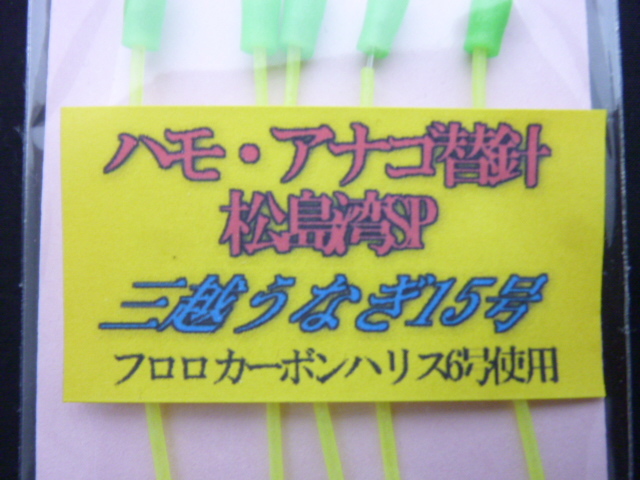 ハモ・アナゴ替針
松島湾SP
三越うなぎ15号
フロロカーボンハリス6号使用